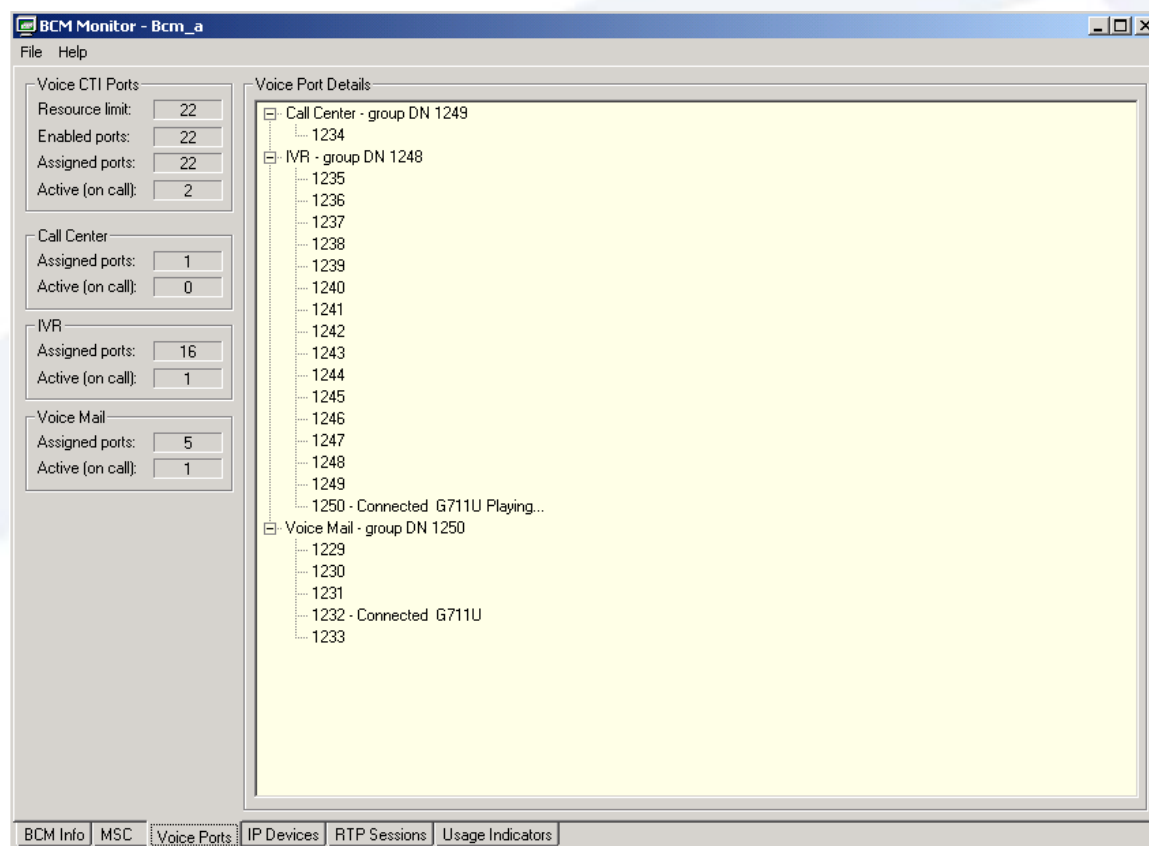 BCM Monitor - Bcm_a
File Help
Voice CTI Ports
Resource limit: 22
Enabled ports: 22
Assigned ports: 22
Active (on call): 2
Call Center
Assigned ports: 1
Active (on call): 0
IVR
Assigned ports: 16
Active (on call): 1
Voice Mail
Assigned ports: 5
Active (on call): 1
Voice Port Details
Call Center - group DN 1249
1234
IVR - group DN 1248
1235
1236
1237
1238
1239
1240
1241
1242
1243
1244
1245
1246
1247
1248
1249
1250 - Connected G711U Playing...
Voice Mail - group DN 1250
1229
1230
1231
1232 - Connected G711U
1233
BCM Info MSC Voice Ports IP Devices RTP Sessions Usage Indicators